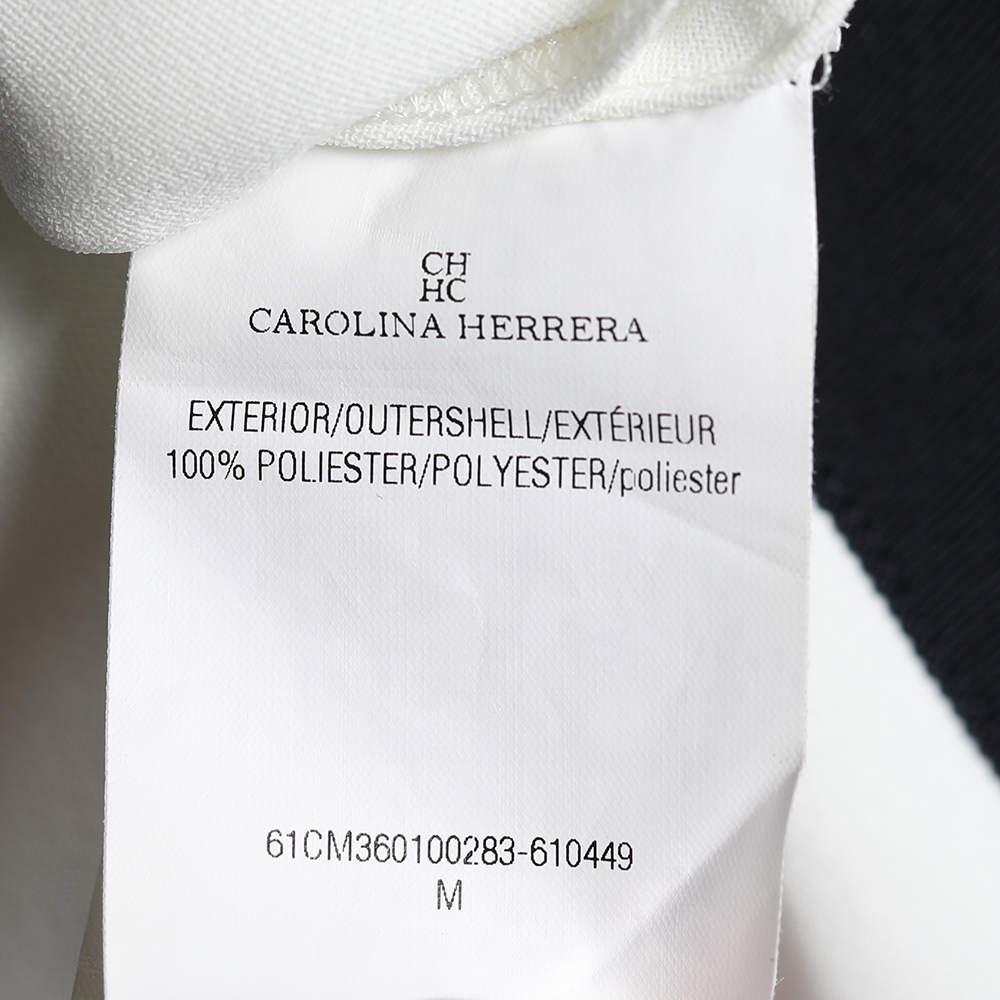 CH
HC
CAROLINA HERRERA
EXTERIOR/OUTERSHELL/EXTÉRIEUR
100% POLIESTER/POLYESTER/poliester
61CM360100283-610449
M